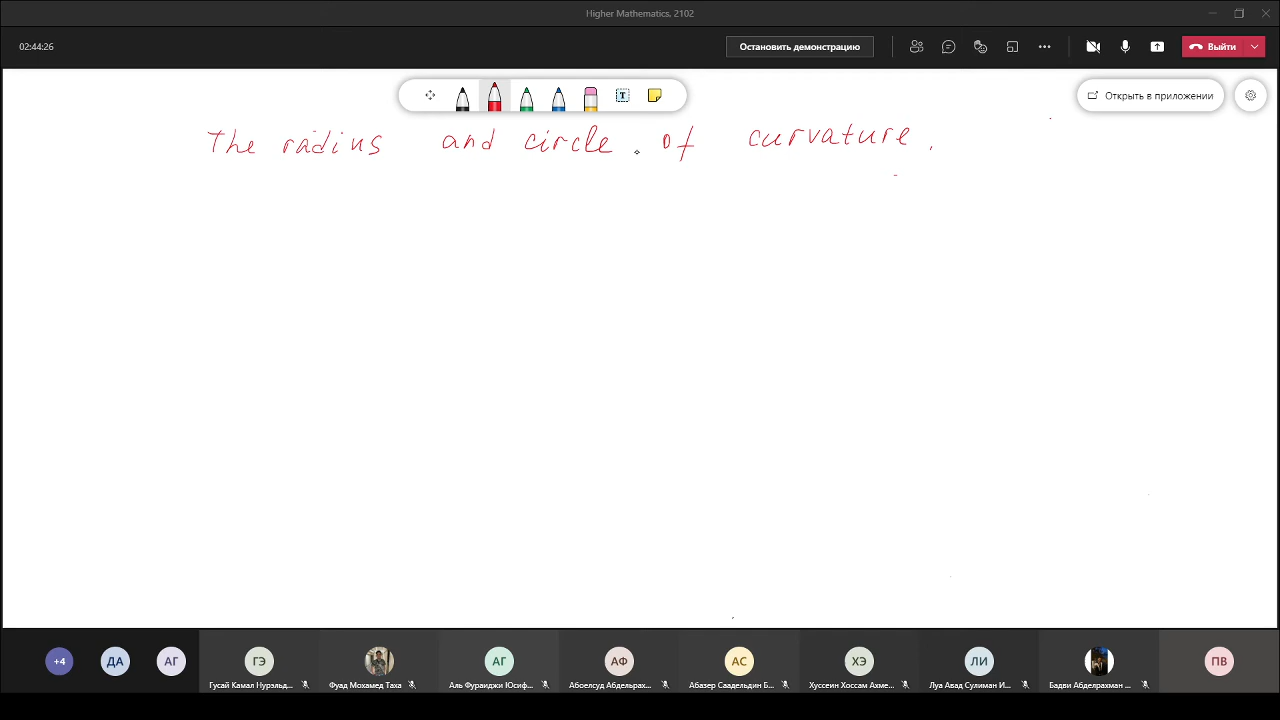 Higher Mathematics, 2102
02:44:26
Остановить демонстрацию
Выйти
T
Открыть в приложении
The radius and circle of curvature.
+4
ДА
АГ
ГЭ
АГ
АФ
АС
ХЭ
ЛИ
ПВ
Гусай Камал Нурэльд...
Фуад Мохамед Таха
Аль Фураиджи Юсиф...
Абоелсуд Абдельрах...
Абазер Саадельдин Б...
Хуссеин Хоссам Ахме...
Луа Авад Сулиман И...
Бадви Абделрахман ...